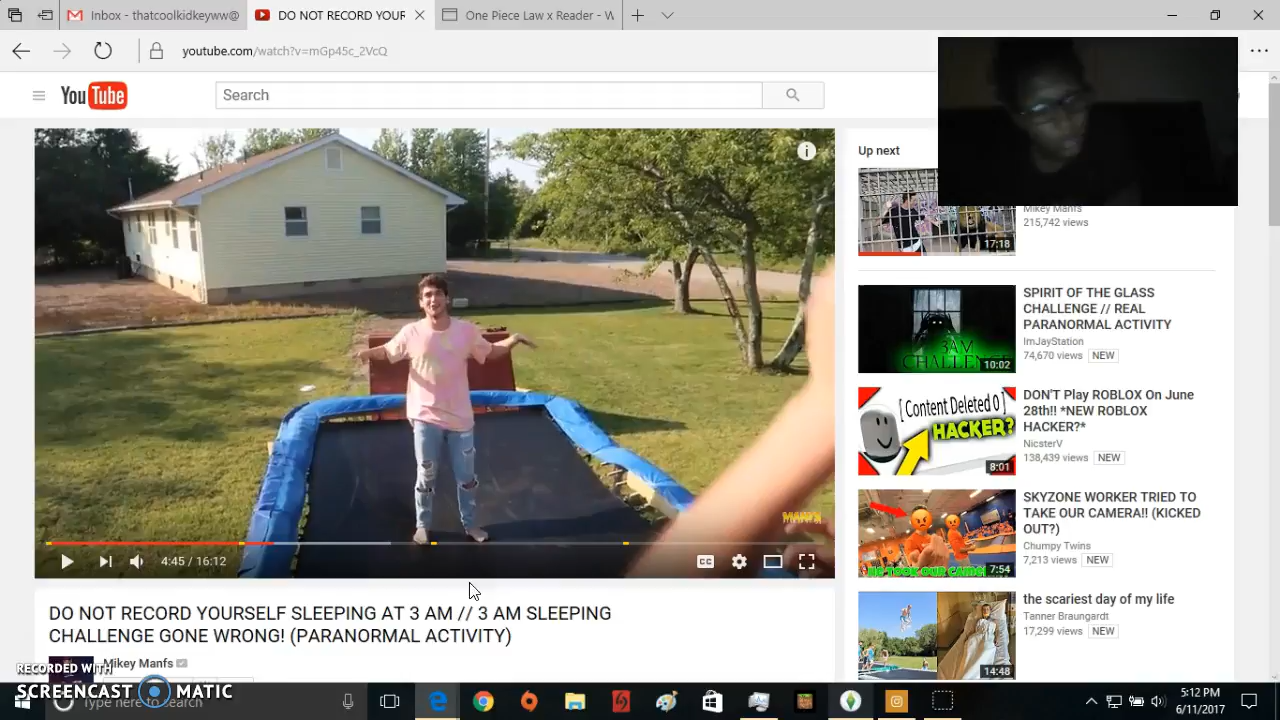 Inbox - thatcoolkidkeyww
DO NOT RECORD YOUR
One Piece Law x Reader - W
youtube.com/watch?v=mGp45c_2VcQ
YouTube
Search
Up next
Mikey Manfs
215,742 views
17:18
SPIRIT OF THE GLASS
CHALLENGE // REAL
PARANORMAL ACTIVITY
ImJayStation
74,670 views NEW
3AM
CHALLENGE
10:02
DON'T Play ROBLOX On June
28th!! *NEW ROBLOX
HACKER?*
NicsterV
138,439 views NEW
[ Content Deleted 0 ]
HACKER?
8:01
SKYZONE WORKER TRIED TO
TAKE OUR CAMERA!! (KICKED
OUT?)
Chumpy Twins
7,213 views NEW
7:54
the scariest day of my life
Tanner Braungardt
17,299 views NEW
14:48
4:45 / 16:12
CC
DO NOT RECORD YOURSELF SLEEPING AT 3 AM // 3 AM SLEEPING
CHALLENGE GONE WRONG! (PARANORMAL ACTIVITY)
Mikey Manfs
RECORDED WITH
SCREENCAST MATIC
Type here to search
5:12 PM
6/11/2017